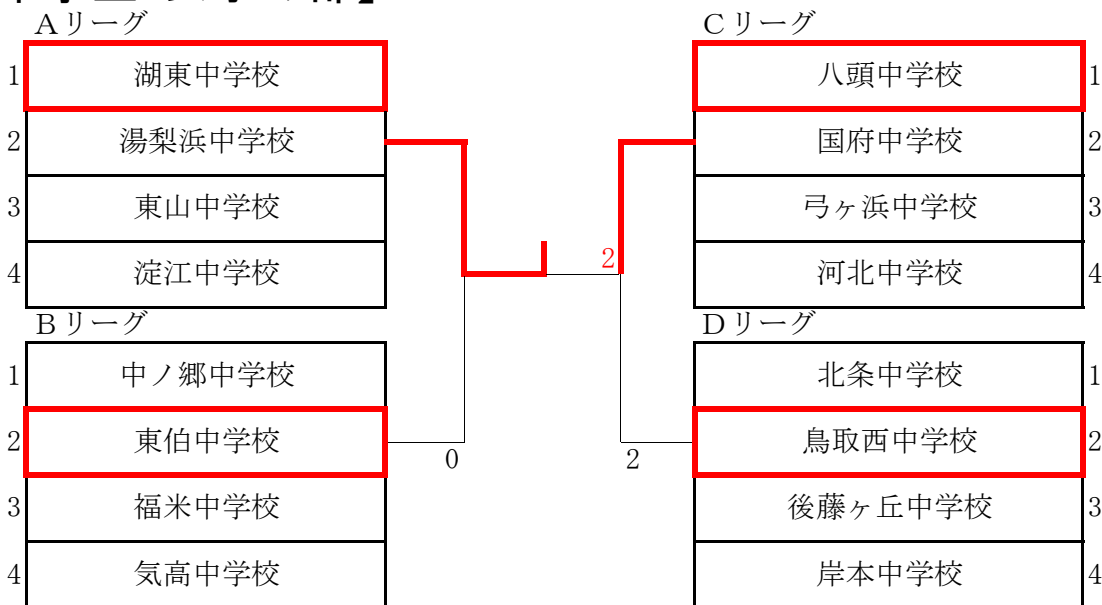 Aリーグ
1 湖東中学校
2 湯梨浜中学校
3 東山中学校
4 淀江中学校
Bリーグ
1 中ノ郷中学校
2 東伯中学校
3 福米中学校
4 気高中学校
0
2
2
Cリーグ
八頭中学校 1
国府中学校 2
弓ヶ浜中学校 3
河北中学校 4
Dリーグ
北条中学校 1
鳥取西中学校 2
後藤ヶ丘中学校 3
岸本中学校 4